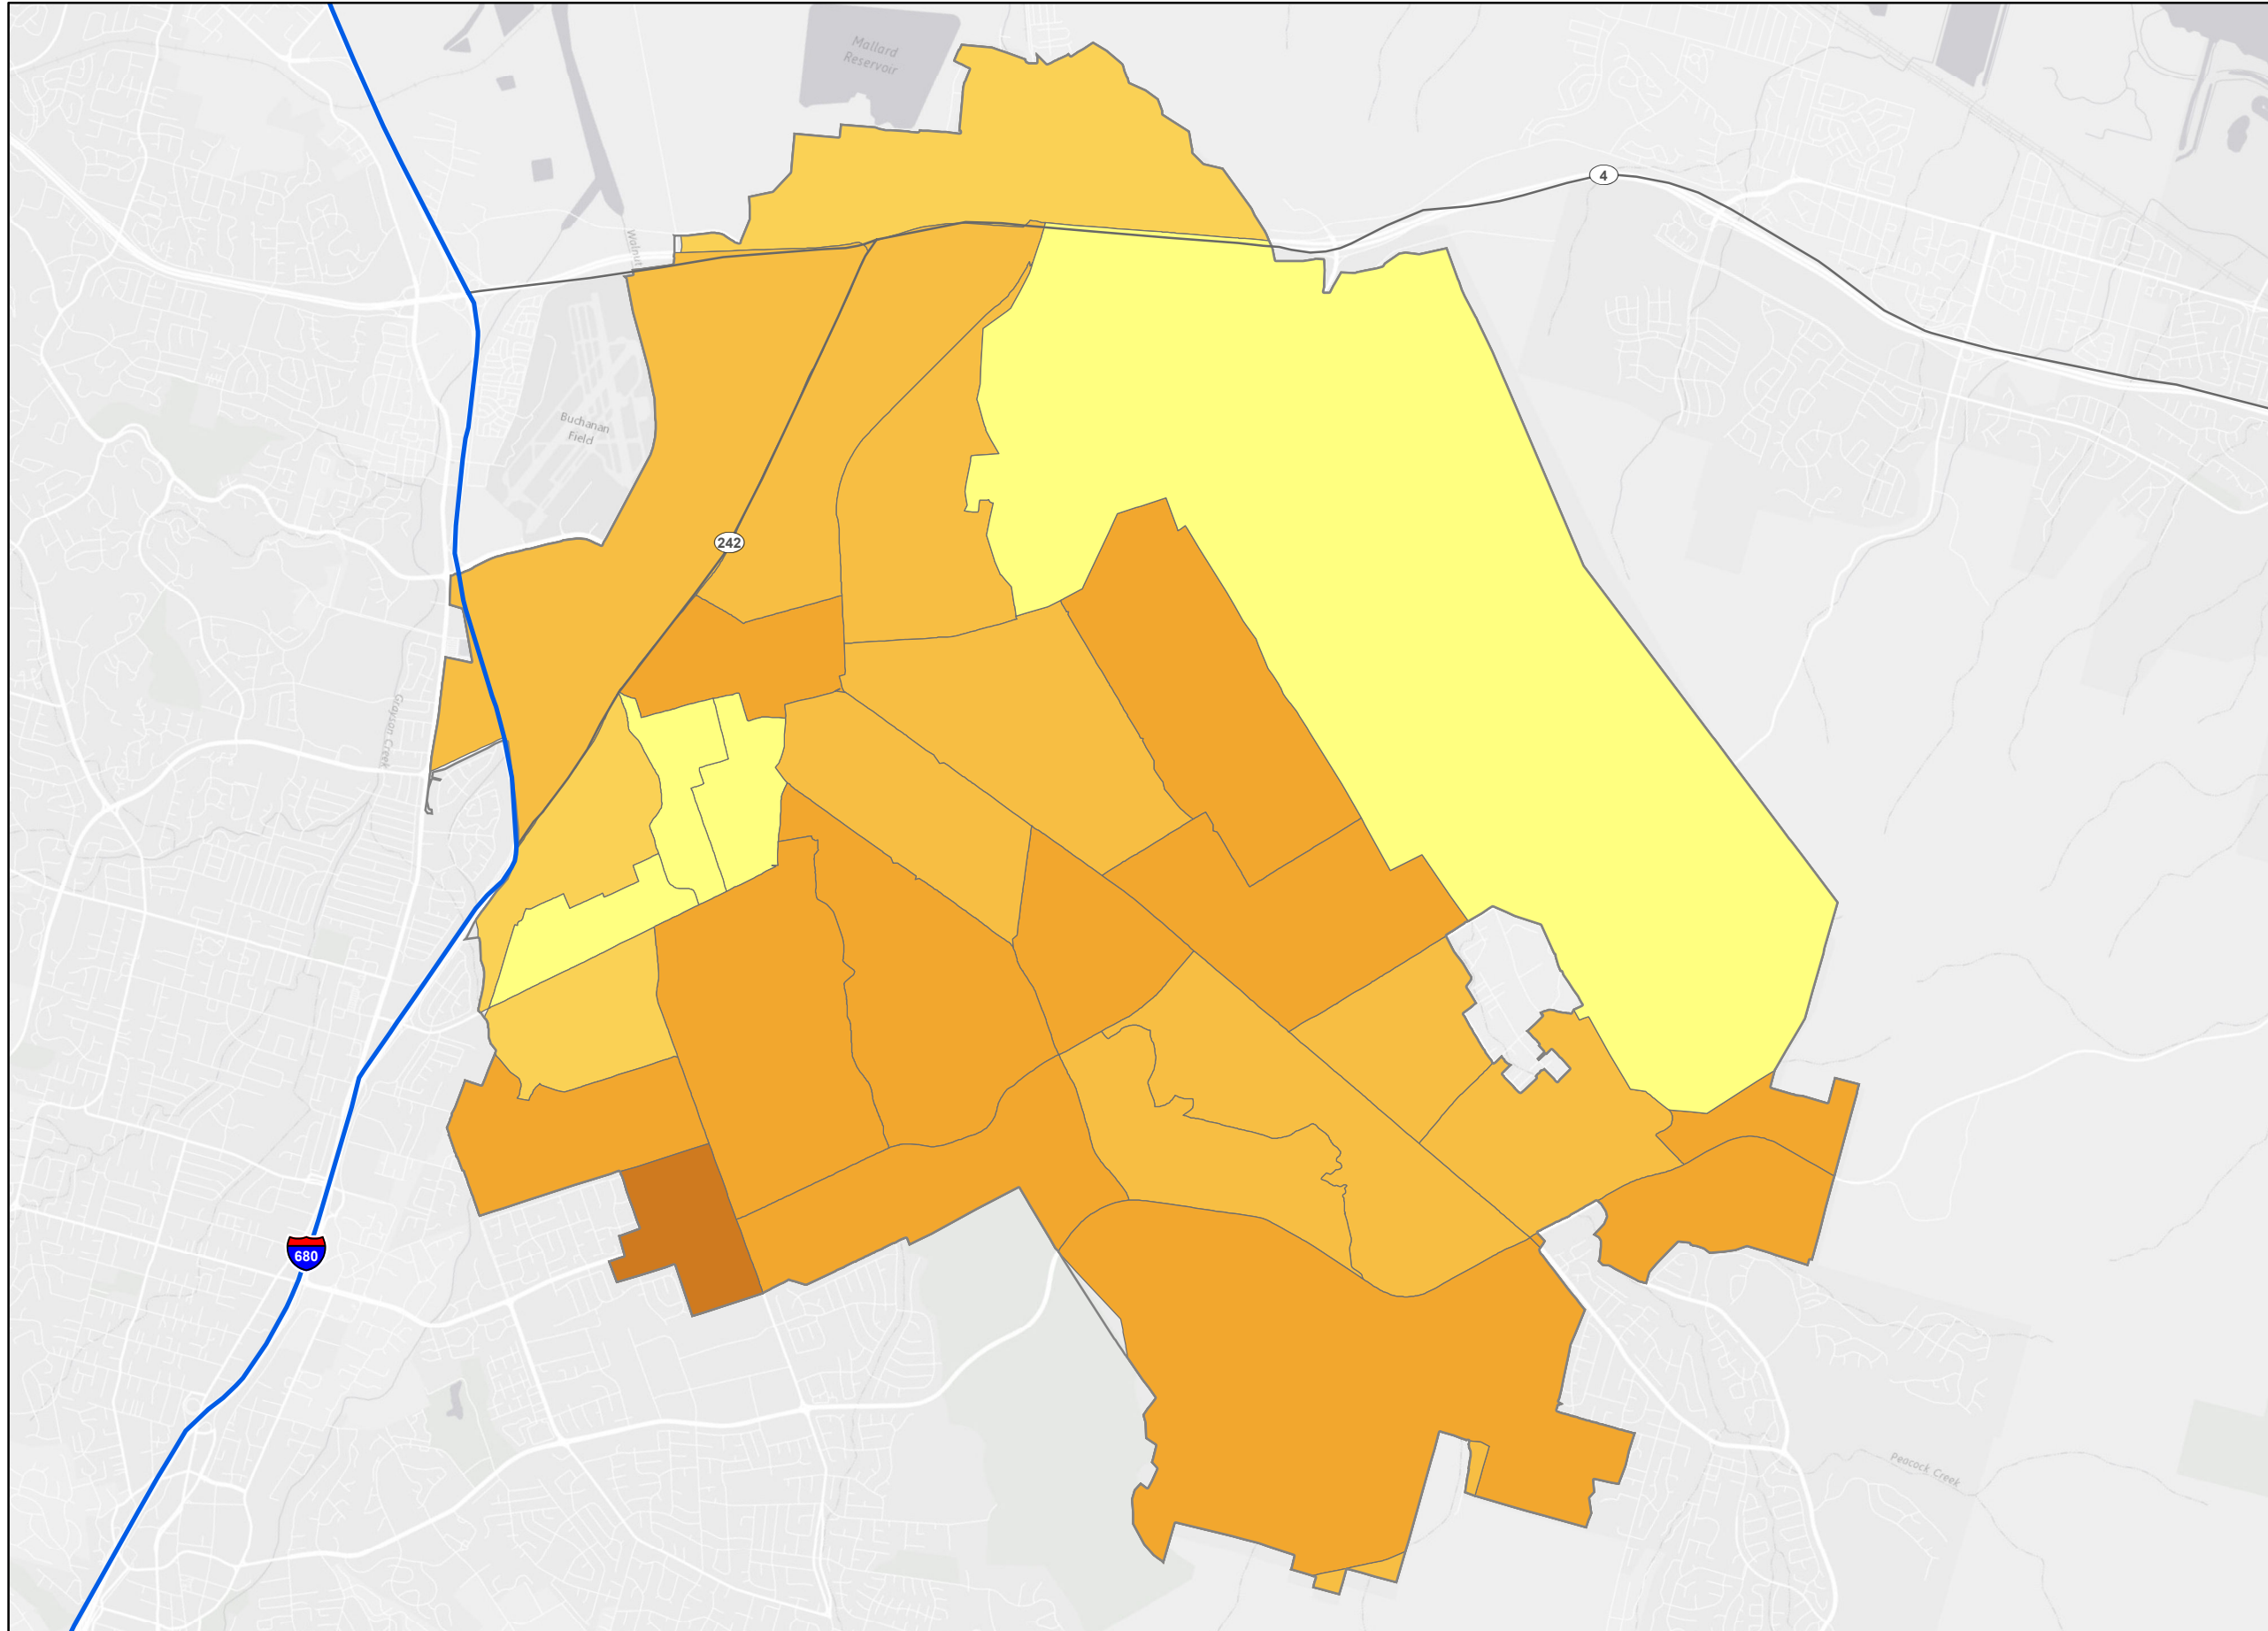 Mallard
Reservoir
4
Walnut
Buchanan
Field
242
Grayson Creek
680
Peacock Creek